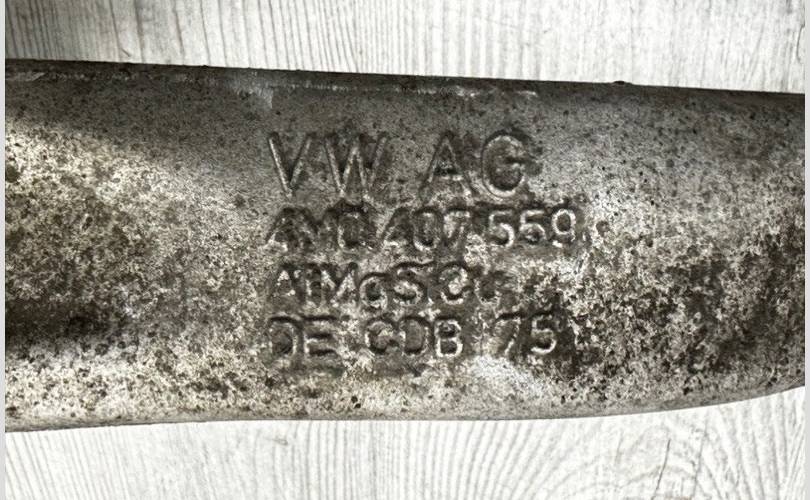 VW AG
4M0 407 559
AlMgSiCu
DE CDB 75